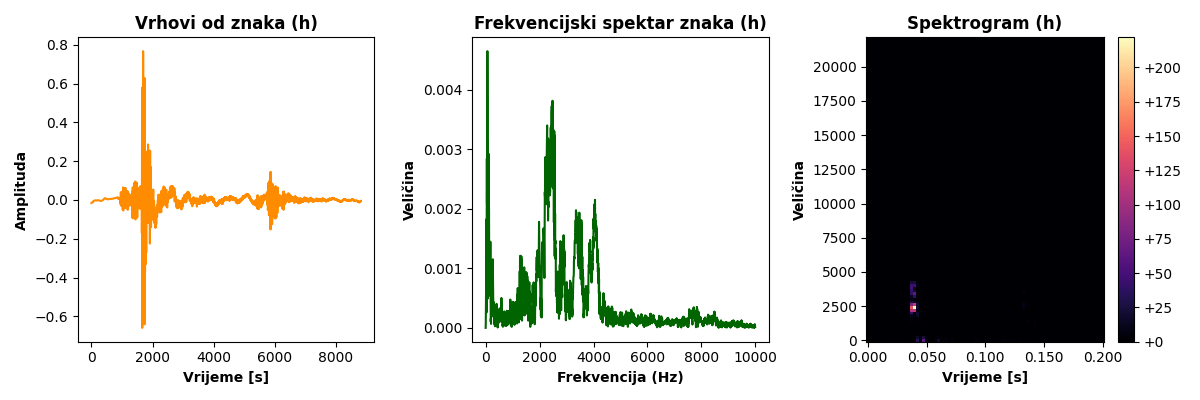 Vrhovi od znaka (h)
Amplituda
0.8
0.6
0.4
0.2
0.0
−0.2
−0.4
−0.6
0 2000 4000 6000 8000
Vrijeme [s]
Frekvencijski spektar znaka (h)
Veličina
0.004
0.003
0.002
0.001
0.000
0 2000 4000 6000 8000 10000
Frekvencija (Hz)
Spektrogram (h)
Veličina
20000
17500
15000
12500
10000
7500
5000
2500
0
0.000 0.050 0.100 0.150 0.200
Vrijeme [s]
+200
+175
+150
+125
+100
+75
+50
+25
+0